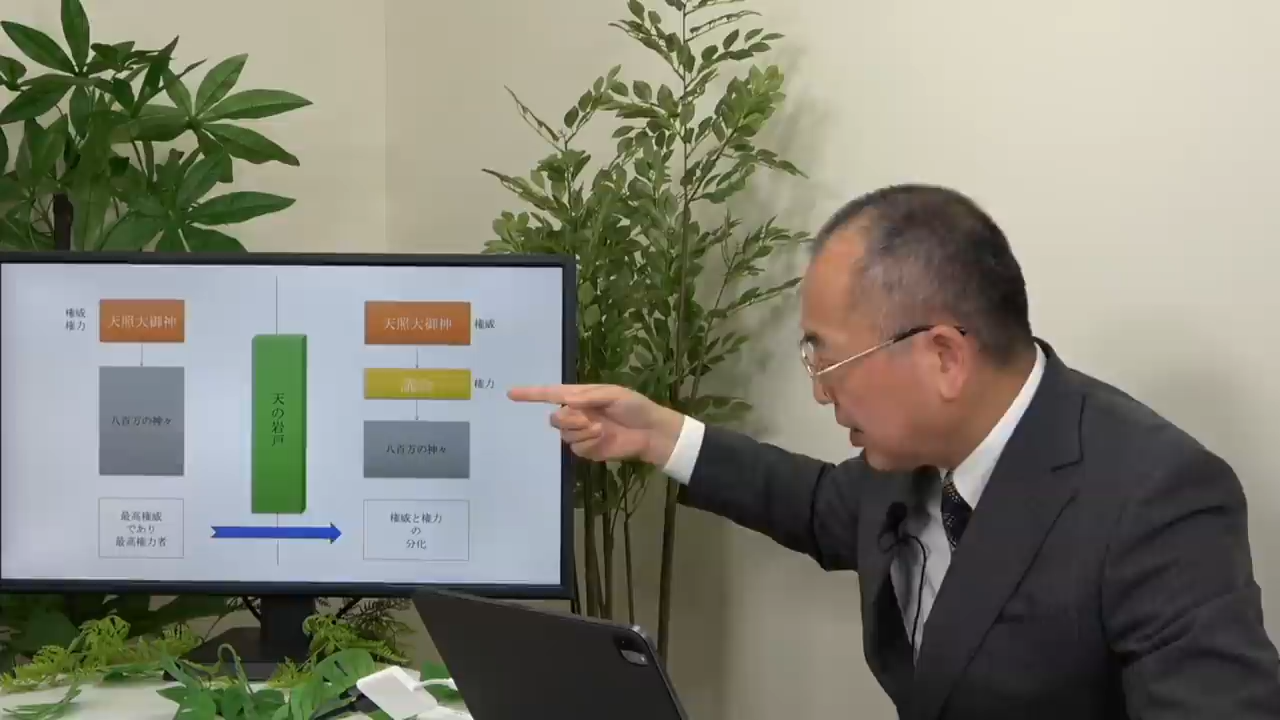 権威
権力
天照大御神
八百万の神々
最高権威
であり
最高権力者
天の岩戸
天照大御神
権威
権力
八百万の神々
権威と権力
の
分化